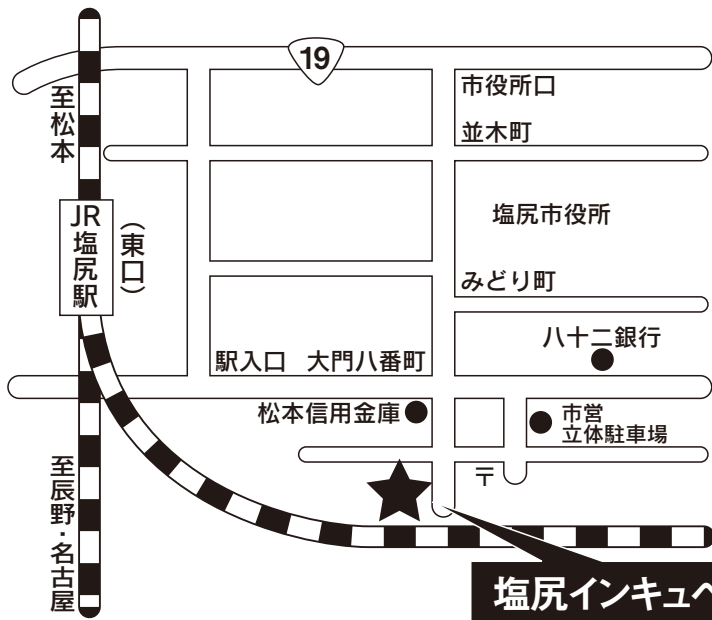 19
市役所口
至松本
並木町
JR
塩尻駅
(東口)
塩尻市役所
みどり町
八十二銀行
駅入口
大門八番町
松本信用金庫
市営
立体駐車場
〒
至辰野・名古屋
塩尻インキュベ